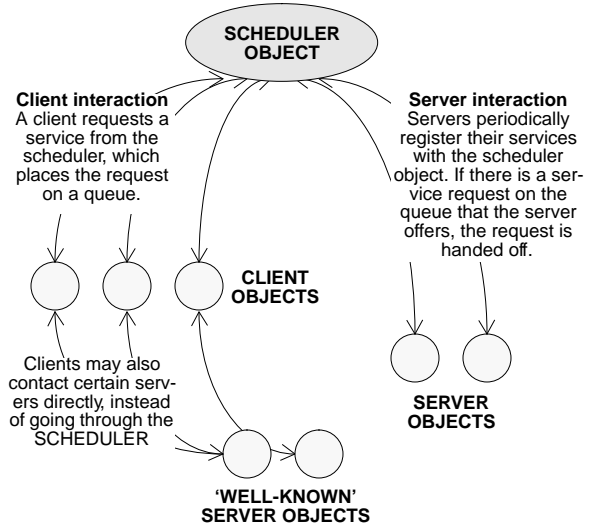 SCHEDULER
OBJECT
Client interaction
A client requests a
service from the
scheduler, which
places the request
on a queue.
Server interaction
Servers periodically
register their services
with the scheduler
object. If there is a ser-
vice request on the
queue that the server
offers, the request is
handed off.
CLIENT
OBJECTS
Clients may also
contact certain serv-
ers directly, instead
of going through the
SCHEDULER
SERVER
OBJECTS
‘WELL-KNOWN’
SERVER OBJECTS